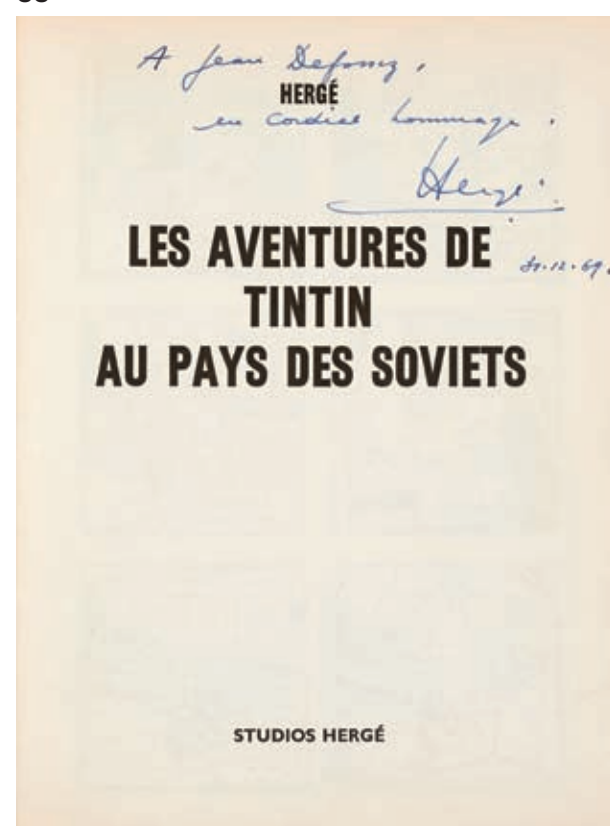 A Jean
HERGÉ
en cordial hommage.
Hergé
LES AVENTURES DE
31.12.69.
TINTIN
AU PAYS DES SOVIETS
STUDIOS HERGÉ